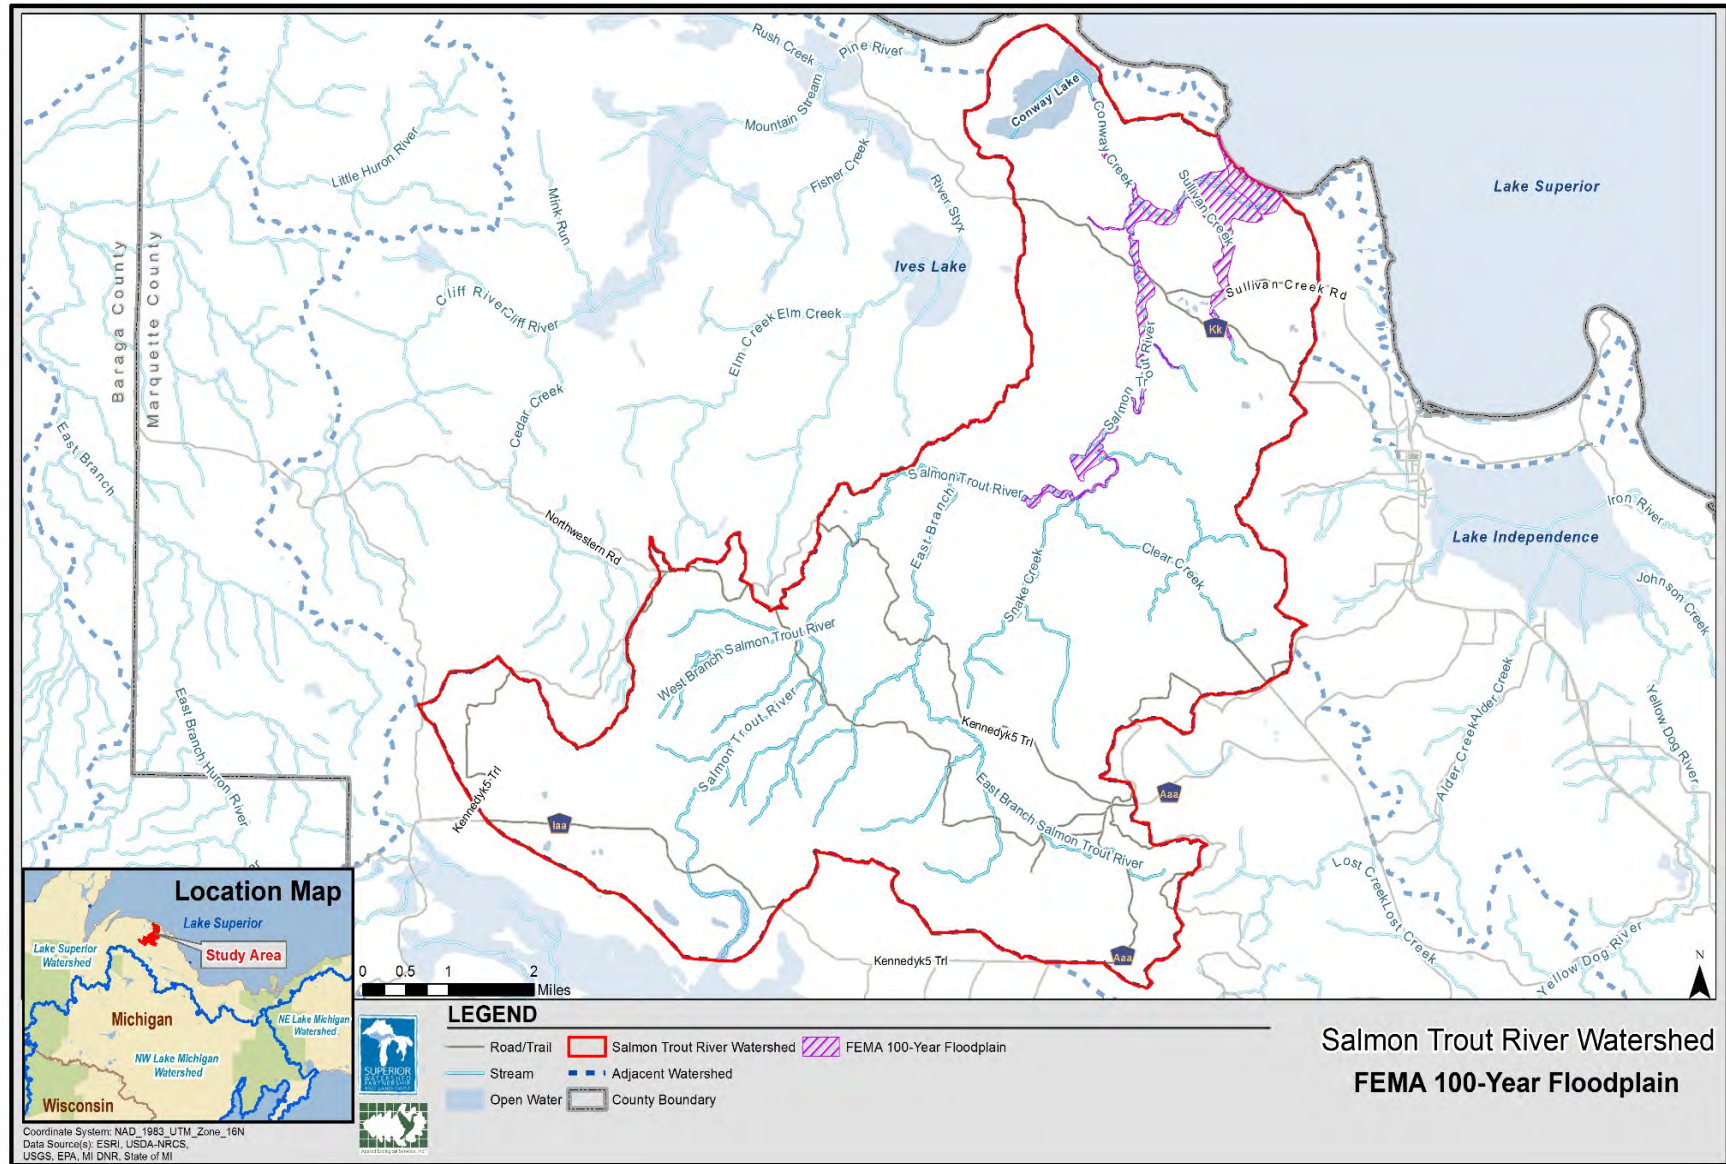 Rush Creek
Pine River
Mountain Stream
Little Huron River
Fisher Creek
River Styx
Mink Run
Conway Lake
Conway Creek
Sullivan Creek
Lake Superior
Ives Lake
Baraga County
Marquette County
Cliff River
Cliff River
Elm Creek
Elm Creek
Sullivan Creek Rd
Kk
Cedar Creek
Salmon Trout River
East Branch
Salmon Trout River
East Branch
Northwestern Rd
Snake Creek
Clear Creek
Iron River
Lake Independence
Johnson Creek
West Branch Salmon Trout River
Salmon Trout River
East Branch Huron River
Kennedyk5 Trl
Kennedyk5 Trl
Alder Creek
Alder Creek
Yellow Dog River
Aaa
Iaa
East Branch Salmon Trout River
Lost Creek
Lost Creek
Yellow Dog River
Kennedyk5 Trl
Aaa
N
Location Map
Lake Superior
Lake Superior
Watershed
Study Area
Michigan
NE Lake Michigan
Watershed
NW Lake Michigan
Watershed
Wisconsin
0 0.5 1 2
Miles
Coordinate System: NAD_1983_UTM_Zone_16N
Data Source(s): ESRI, USDA-NRCS,
USGS, EPA, MI DNR, State of MI
SUPERIOR
WATERSHED
PARTNERSHIP
Applied Ecological Services, Inc.
LEGEND
Road/Trail
Salmon Trout River Watershed
FEMA 100-Year Floodplain
Stream
Adjacent Watershed
Open Water
County Boundary
Salmon Trout River Watershed
FEMA 100-Year Floodplain